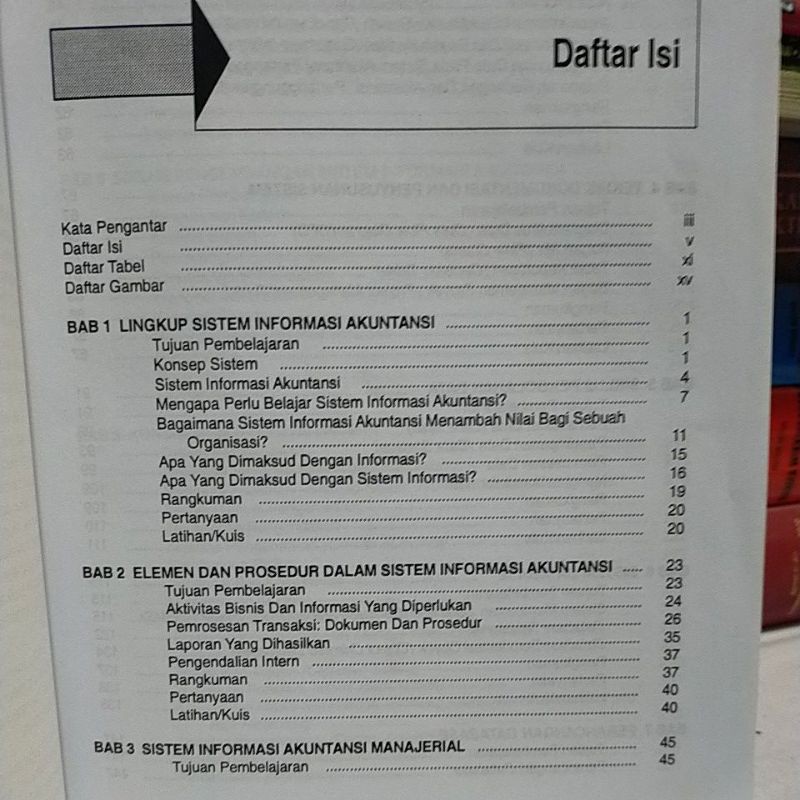 Daftar Isi
Kata Pengantar ........ iii
Daftar Isi ........ v
Daftar Tabel ........ xi
Daftar Gambar ........ xv
BAB 1 LINGKUP SISTEM INFORMASI AKUNTANSI ........ 1
Tujuan Pembelajaran ........ 1
Konsep Sistem ........ 1
Sistem Informasi Akuntansi ........ 4
Mengapa Perlu Belajar Sistem Informasi Akuntansi? ........ 7
Bagaimana Sistem Informasi Akuntansi Menambah Nilai Bagi Sebuah
Organisasi? ........ 11
Apa Yang Dimaksud Dengan Informasi? ........ 15
Apa Yang Dimaksud Dengan Sistem Informasi? ........ 16
Rangkuman ........ 19
Pertanyaan ........ 20
Latihan/Kuis ........ 20
BAB 2 ELEMEN DAN PROSEDUR DALAM SISTEM INFORMASI AKUNTANSI ..... 23
Tujuan Pembelajaran ........ 23
Aktivitas Bisnis Dan Informasi Yang Diperlukan ........ 24
Pemrosesan Transaksi: Dokumen Dan Prosedur ........ 26
Laporan Yang Dihasilkan ........ 35
Pengendalian Intern ........ 37
Rangkuman ........ 37
Pertanyaan ........ 40
Latihan/Kuis ........ 40
BAB 3 SISTEM INFORMASI AKUNTANSI MANAJERIAL ........ 45
Tujuan Pembelajaran ........ 45